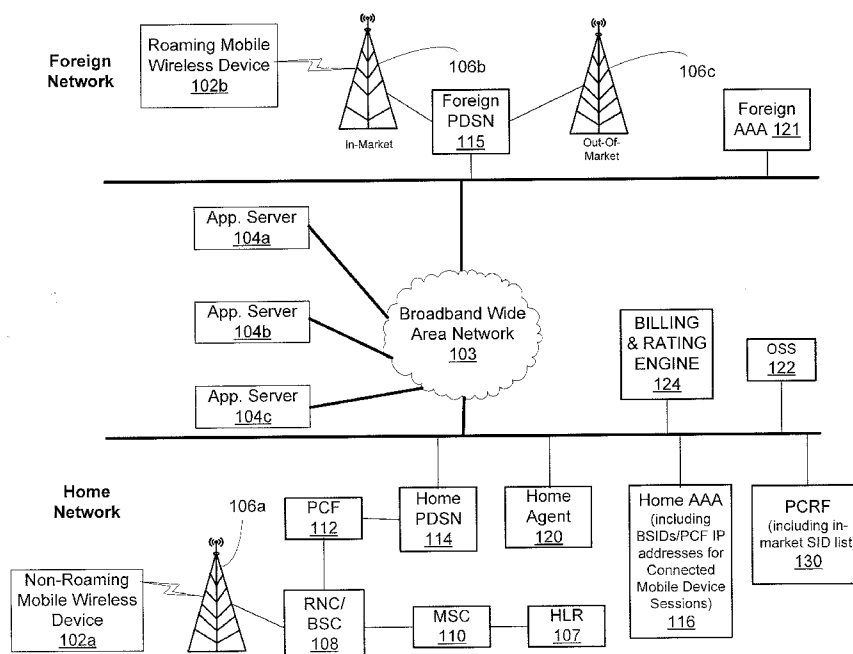 Foreign
Network
Roaming Mobile
Wireless Device
102b
106b
In-Market
Foreign
PDSN
115
106c
Out-Of-
Market
Foreign
AAA 121
App. Server
104a
App. Server
104b
App. Server
104c
Broadband Wide
Area Network
103
BILLING
& RATING
ENGINE
124
OSS
122
Home
Network
106a
Non-Roaming
Mobile Wireless
Device
102a
PCF
112
Home
PDSN
114
Home
Agent
120
RNC/
BSC
108
MSC
110
HLR
107
Home AAA
(including
BSIDs/PCF IP
addresses for
Connected
Mobile Device
Sessions)
116
PCRF
(including in-
market SID list)
130